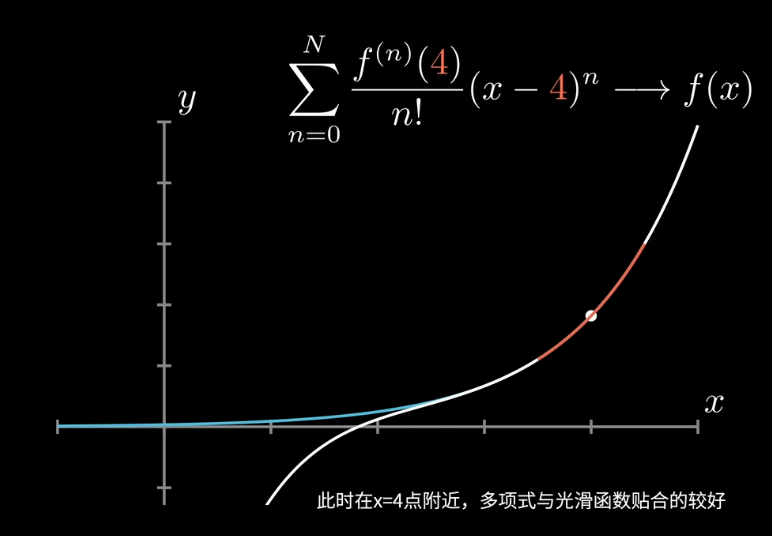 \sum_{n=0}^{N} \frac{f^{(n)}(4)}{n!}(x-4)^n \longrightarrow f(x)
y
x
此时在x=4点附近，多项式与光滑函数贴合的较好